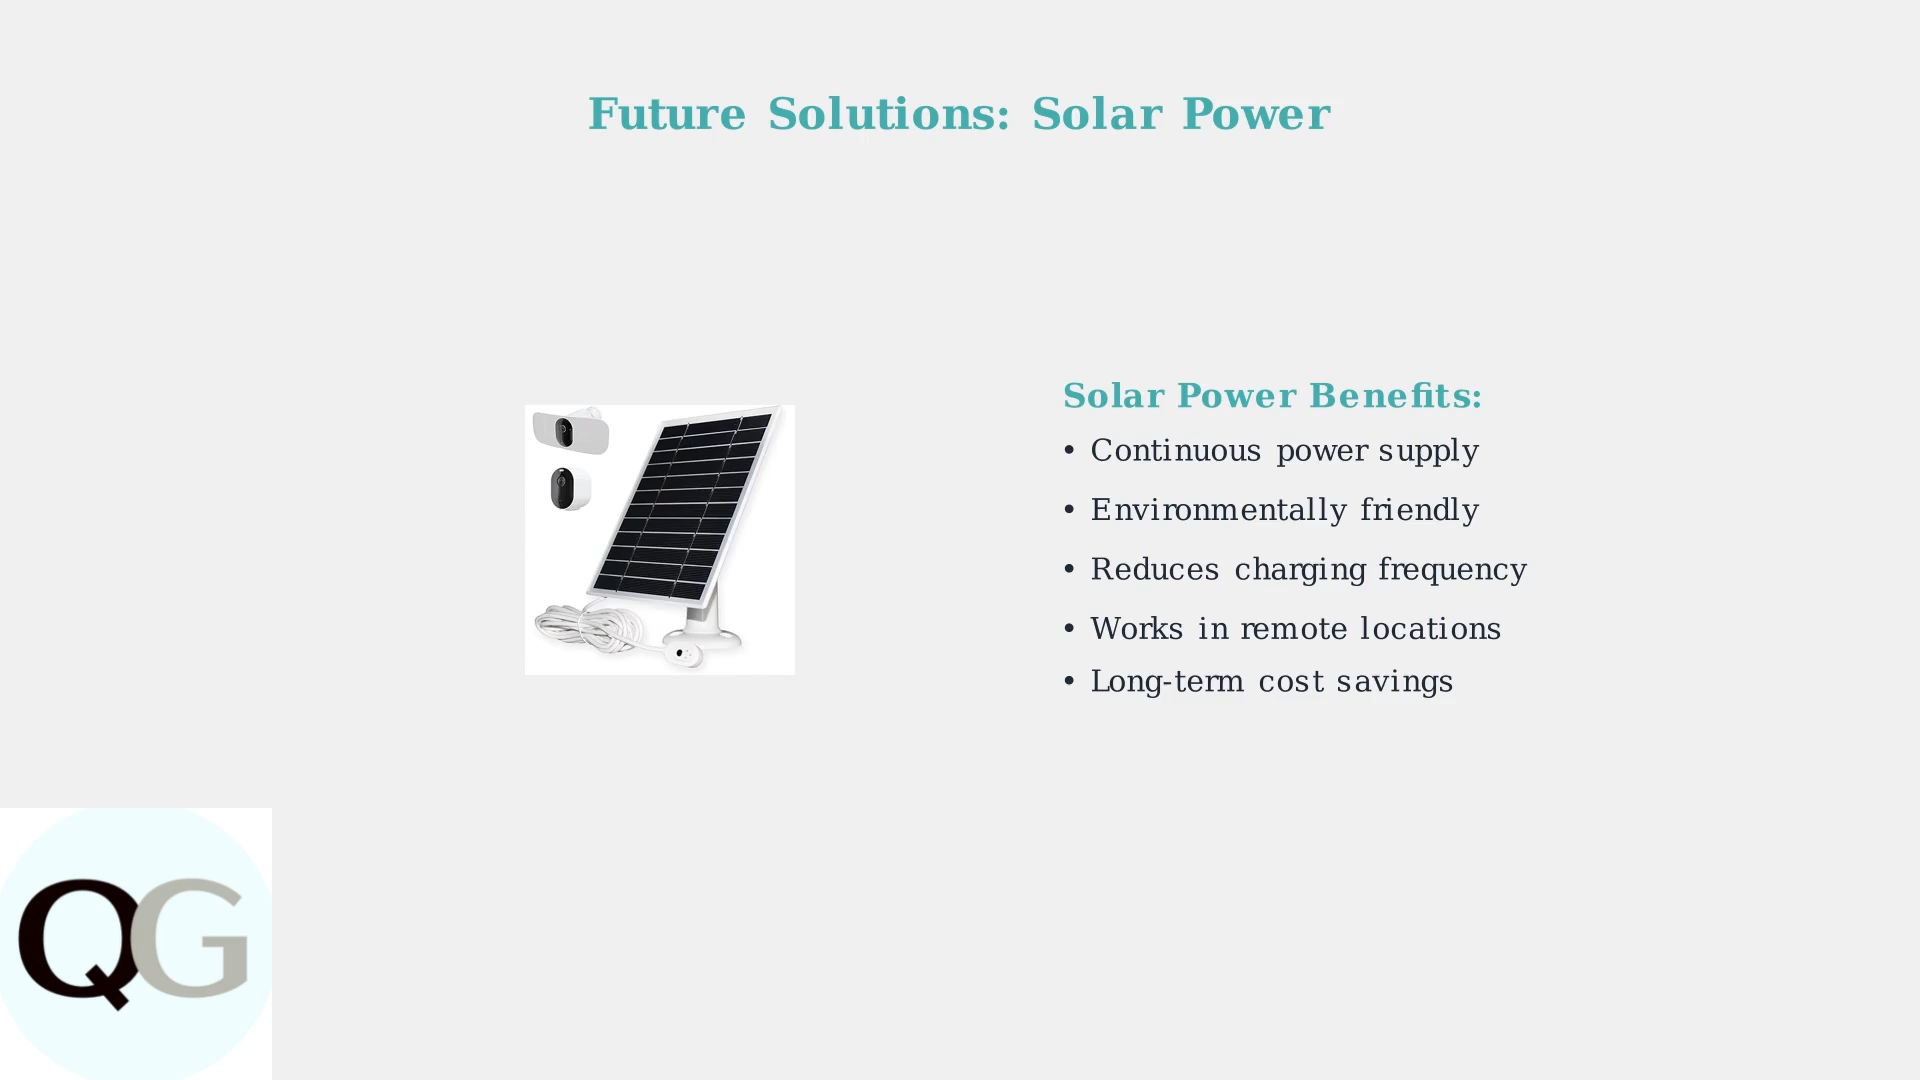 Future Solutions: Solar Power
Solar Power Benefits:
• Continuous power supply
• Environmentally friendly
• Reduces charging frequency
• Works in remote locations
• Long-term cost savings
QG